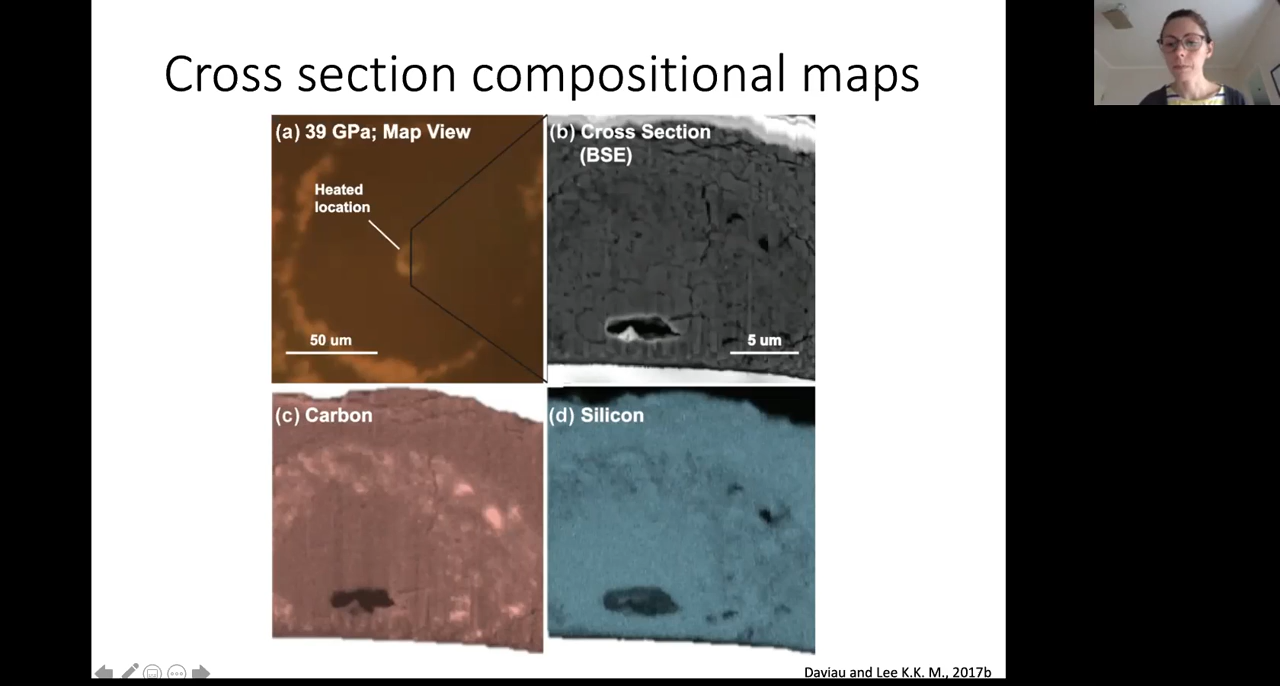 Cross section compositional maps
(a) 39 GPa; Map View
Heated
location
50 um
(b) Cross Section
(BSE)
5 um
(c) Carbon
(d) Silicon
Daviau and Lee K.K. M., 2017b